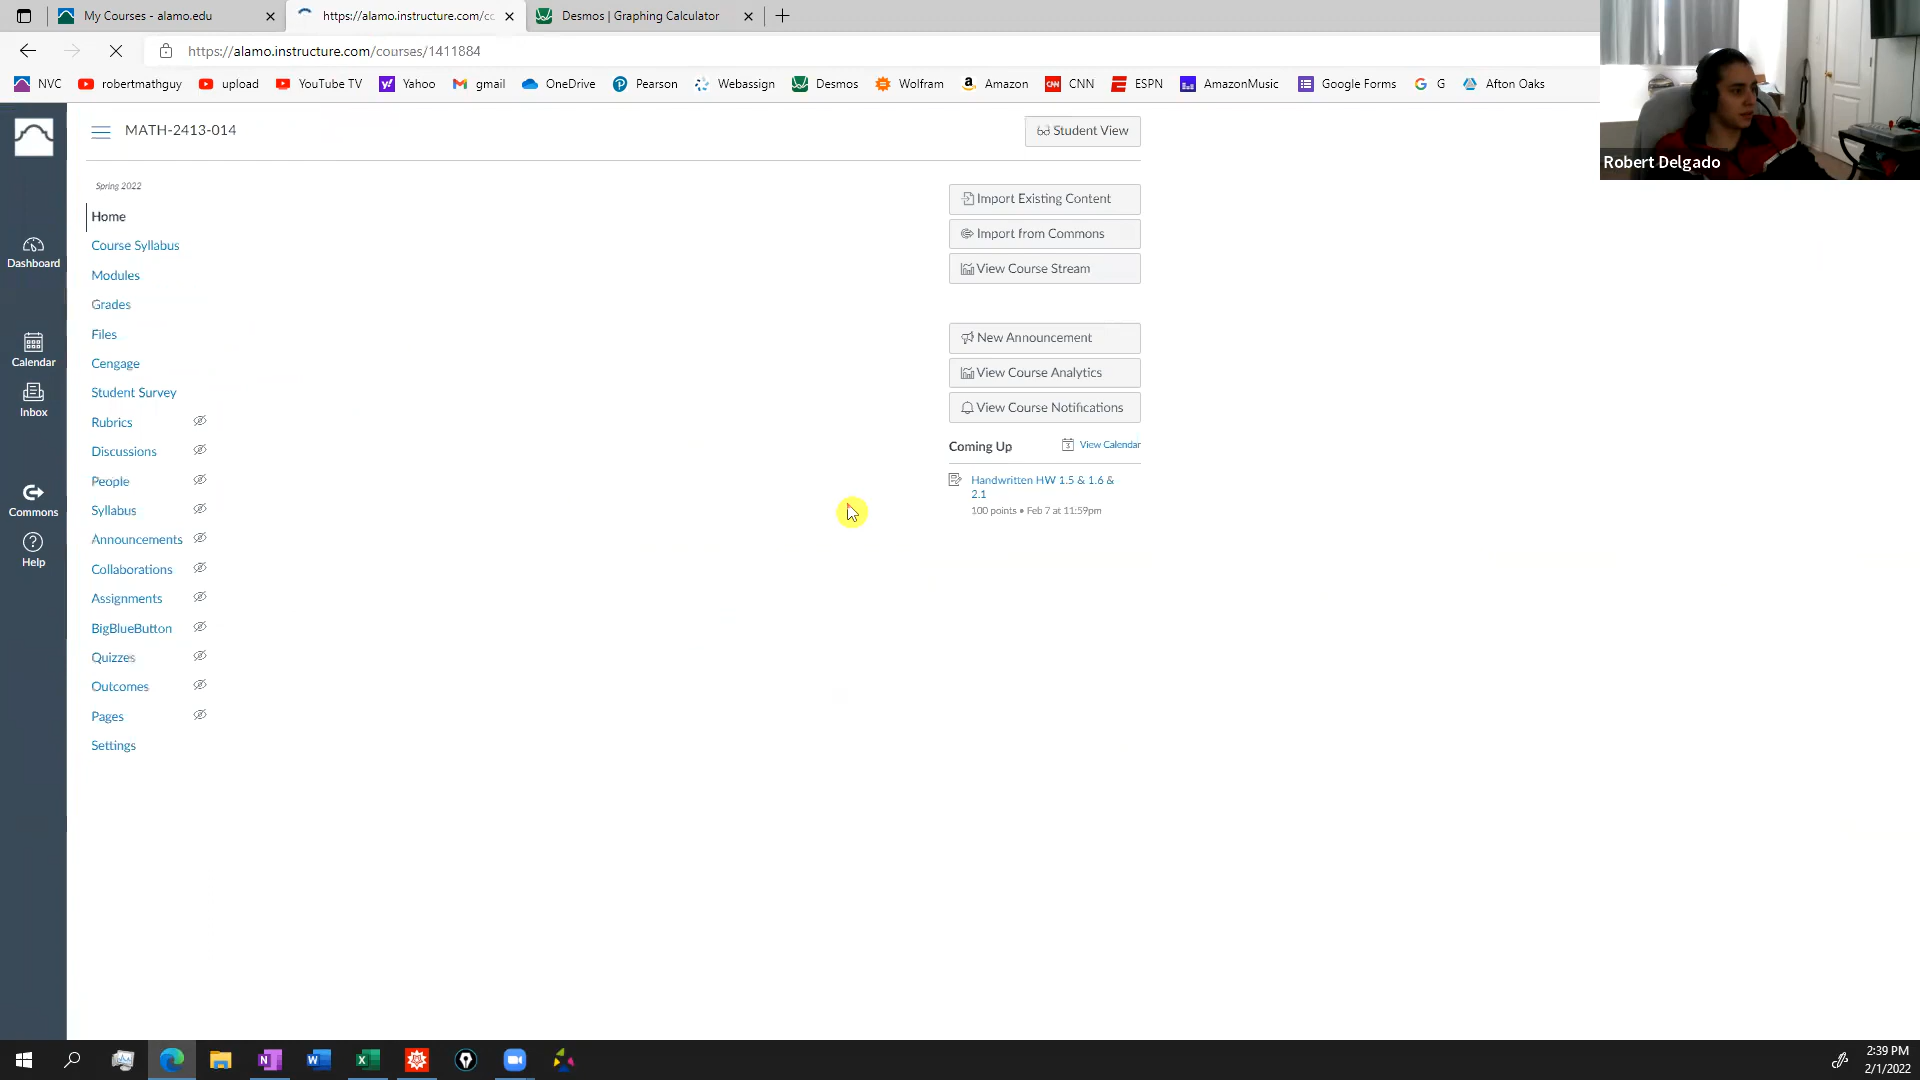 My Courses - alamo.edu
https://alamo.instructure.com/cc
Desmos | Graphing Calculator
https://alamo.instructure.com/courses/1411884
NVC
robertmathguy
upload
YouTube TV
Yahoo
gmail
OneDrive
Pearson
Webassign
Desmos
Wolfram
Amazon
CNN
ESPN
AmazonMusic
Google Forms
G
Afton Oaks
Robert Delgado
MATH-2413-014
Student View
Spring 2022
Home
Course Syllabus
Modules
Grades
Files
Cengage
Student Survey
Rubrics
Discussions
People
Syllabus
Announcements
Collaborations
Assignments
BigBlueButton
Quizzes
Outcomes
Pages
Settings
Dashboard
Calendar
Inbox
Commons
Help
Import Existing Content
Import from Commons
View Course Stream
New Announcement
View Course Analytics
View Course Notifications
Coming Up
View Calendar
Handwritten HW 1.5 & 1.6 &
2.1
100 points • Feb 7 at 11:59pm
2:39 PM
2/1/2022